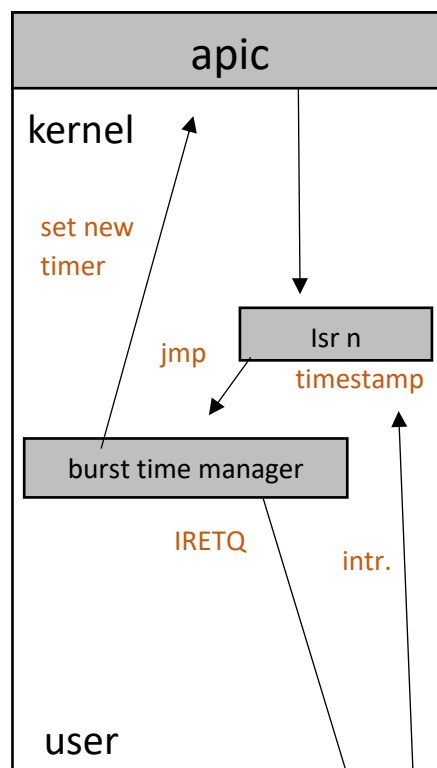 apic
kernel
set new
timer
Isr n
jmp
timestamp
burst time manager
IRETQ
intr.
user